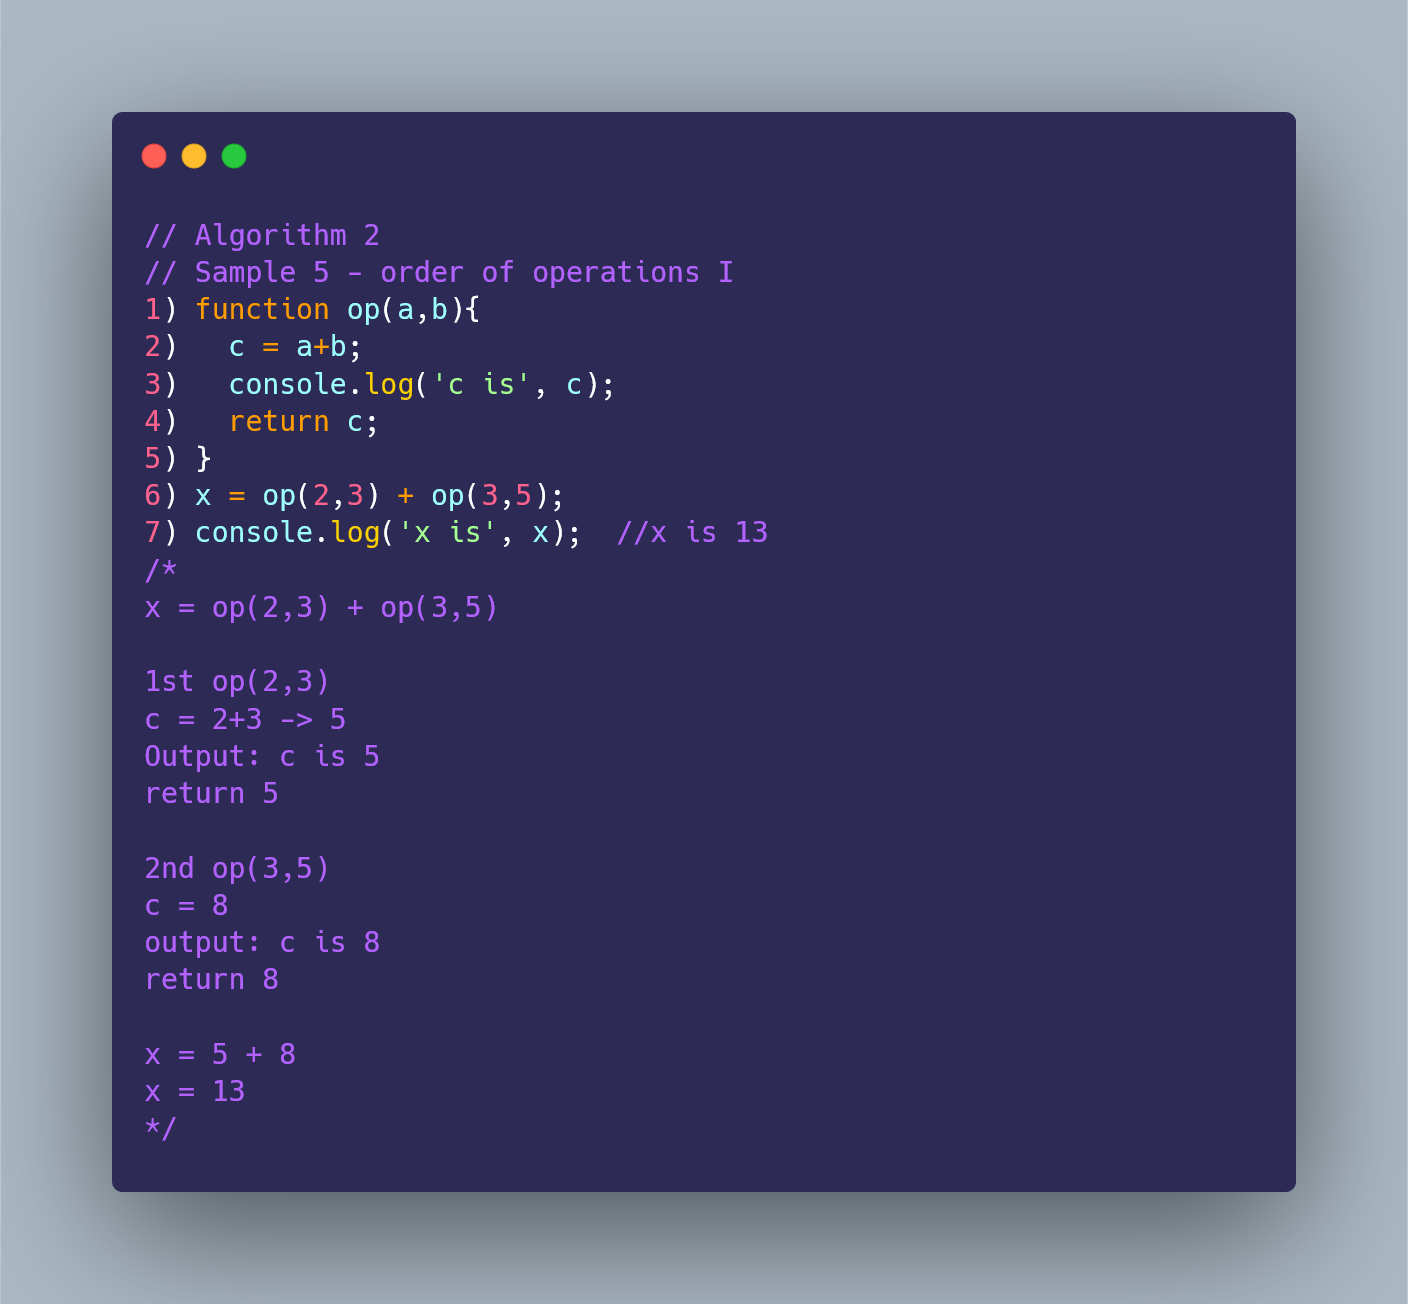 // Algorithm 2
// Sample 5 - order of operations I
1) function op(a,b){
2)   c = a+b;
3)   console.log('c is', c);
4)   return c;
5) }
6) x = op(2,3) + op(3,5);
7) console.log('x is', x);  //x is 13
/*
x = op(2,3) + op(3,5)

1st op(2,3)
c = 2+3 -> 5
Output: c is 5
return 5

2nd op(3,5)
c = 8
output: c is 8
return 8

x = 5 + 8
x = 13
*/